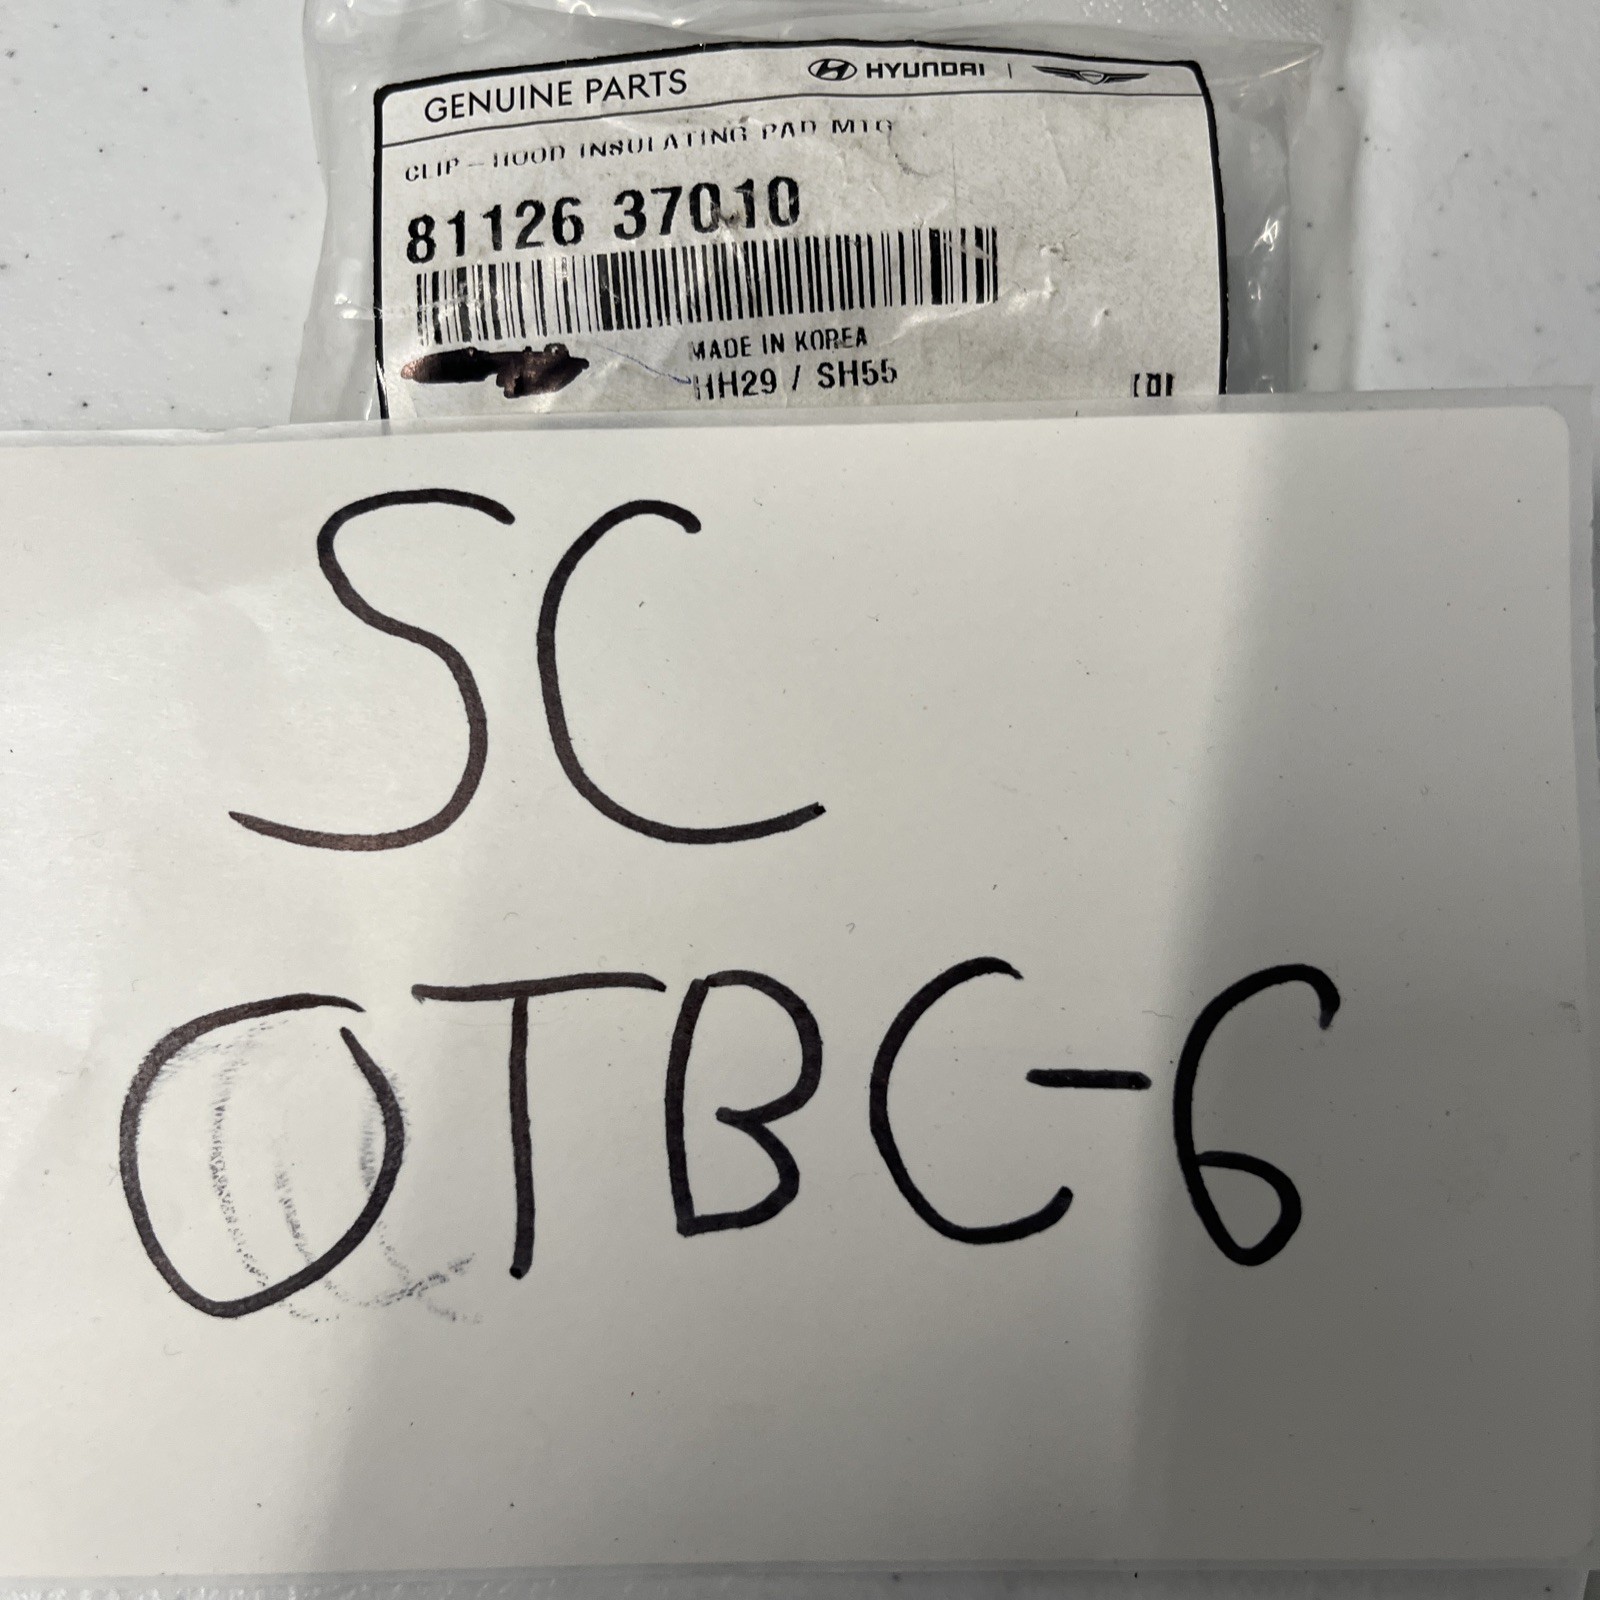 GENUINE PARTS HYUNDAI
CLIP - HOOD INSULATING PAD MTG
81126 37010
MADE IN KOREA
HH29 / SH55
SC
OTBC-6